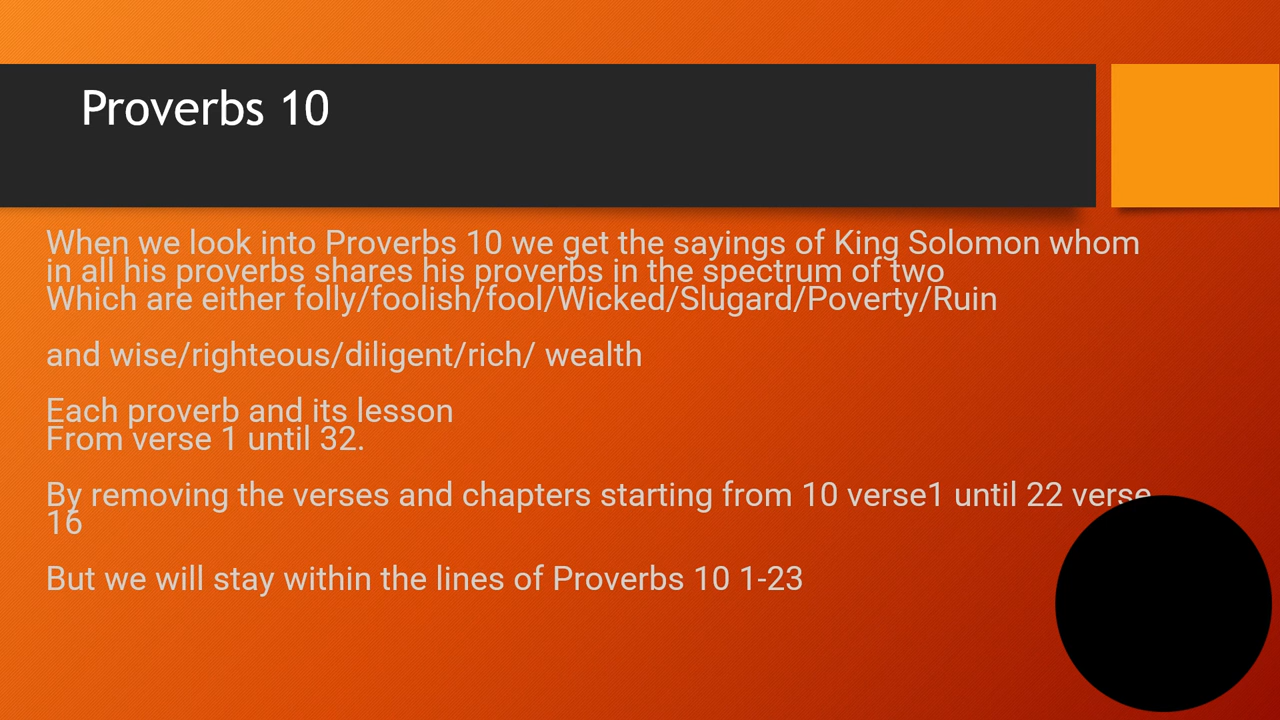 Proverbs 10
When we look into Proverbs 10 we get the sayings of King Solomon whom
in all his proverbs shares his proverbs in the spectrum of two
Which are either folly/foolish/fool/Wicked/Slugard/Poverty/Ruin
and wise/righteous/diligent/rich/ wealth
Each proverb and its lesson
From verse 1 until 32.
By removing the verses and chapters starting from 10 verse1 until 22 verse
16
But we will stay within the lines of Proverbs 10 1-23